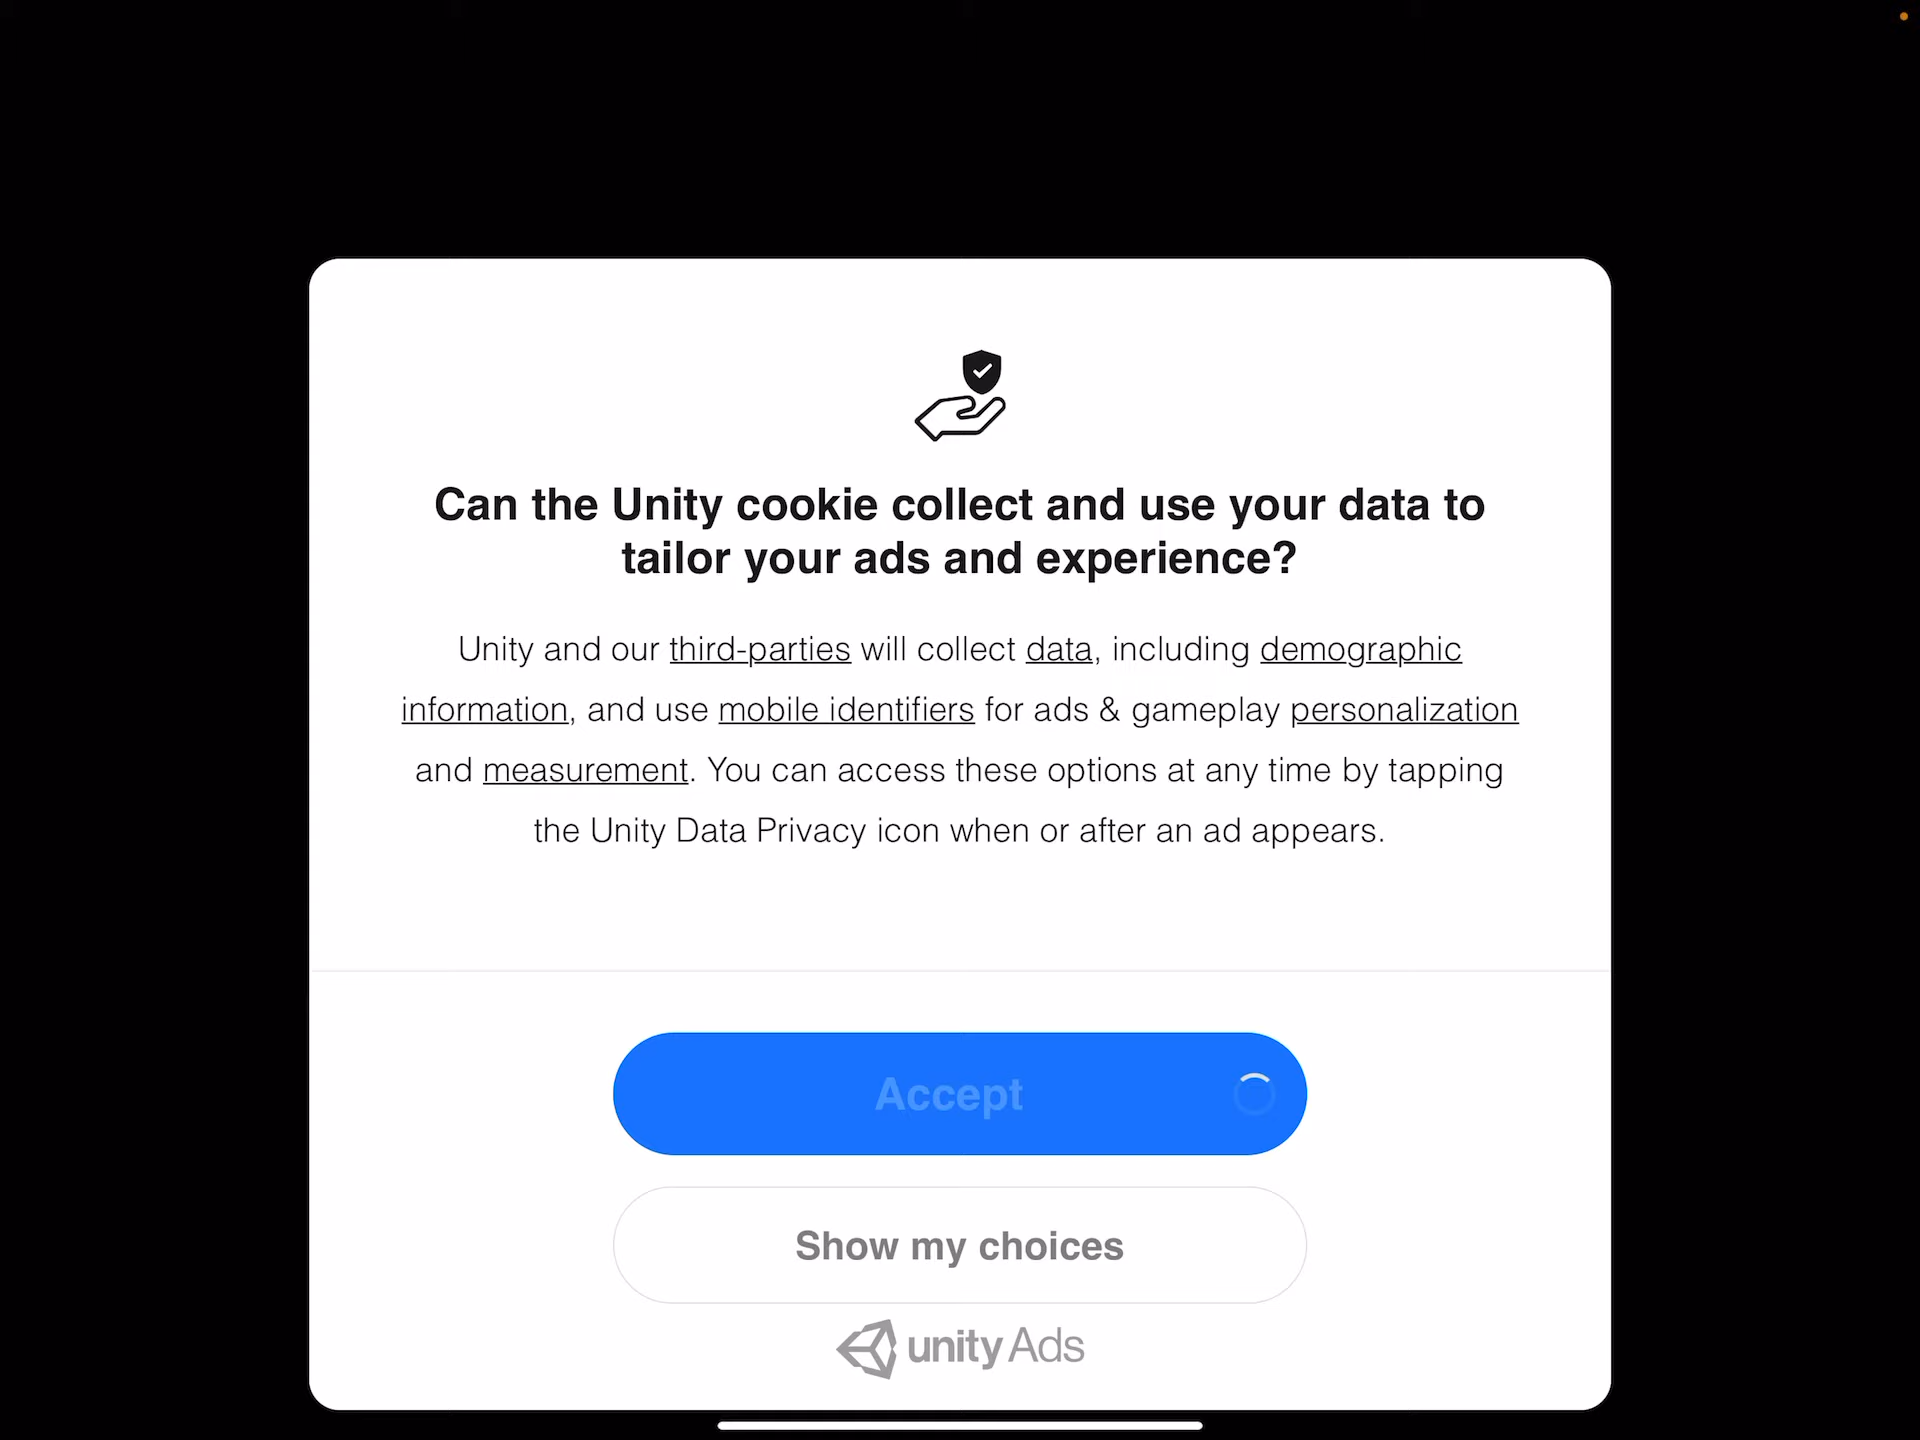 Can the Unity cookie collect and use your data to
tailor your ads and experience?
Unity and our third-parties will collect data, including demographic
information, and use mobile identifiers for ads & gameplay personalization
and measurement. You can access these options at any time by tapping
the Unity Data Privacy icon when or after an ad appears.
Accept
Show my choices
unity Ads